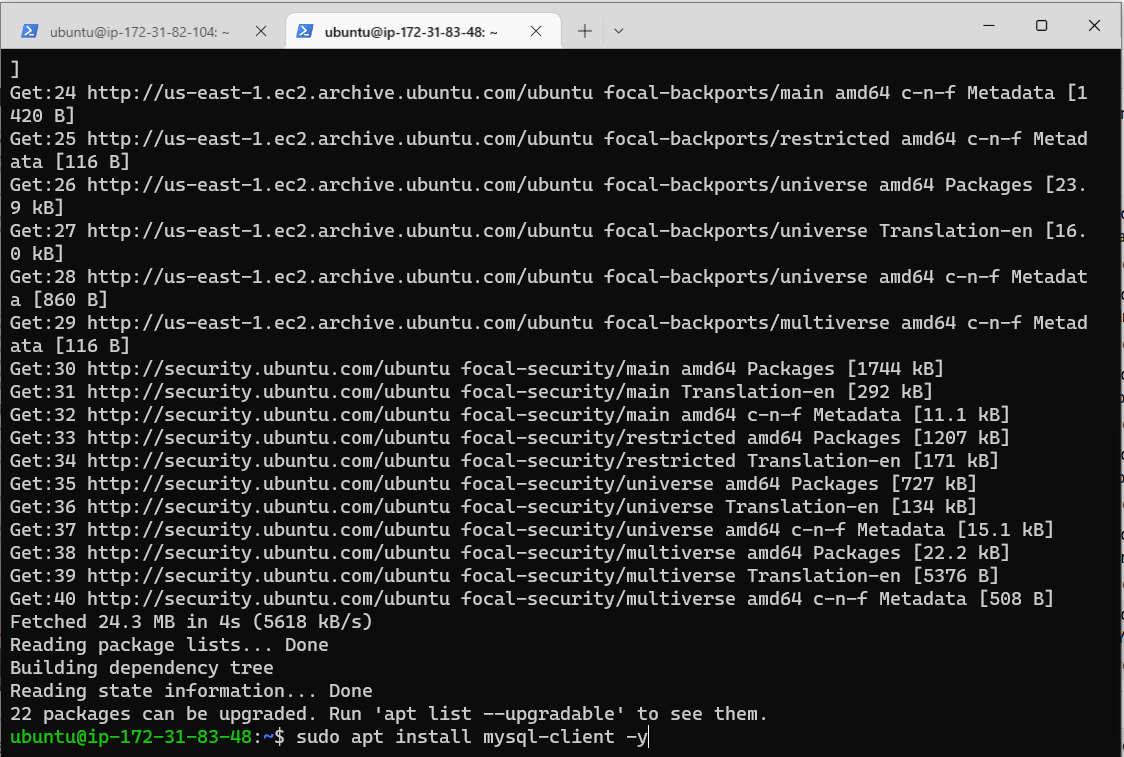 ubuntu@ip-172-31-82-104: ~
ubuntu@ip-172-31-83-48: ~
]
Get:24 http://us-east-1.ec2.archive.ubuntu.com/ubuntu focal-backports/main amd64 c-n-f Metadata [1
420 B]
Get:25 http://us-east-1.ec2.archive.ubuntu.com/ubuntu focal-backports/restricted amd64 c-n-f Metad
ata [116 B]
Get:26 http://us-east-1.ec2.archive.ubuntu.com/ubuntu focal-backports/universe amd64 Packages [23.
9 kB]
Get:27 http://us-east-1.ec2.archive.ubuntu.com/ubuntu focal-backports/universe Translation-en [16.
0 kB]
Get:28 http://us-east-1.ec2.archive.ubuntu.com/ubuntu focal-backports/universe amd64 c-n-f Metadat
a [860 B]
Get:29 http://us-east-1.ec2.archive.ubuntu.com/ubuntu focal-backports/multiverse amd64 c-n-f Metad
ata [116 B]
Get:30 http://security.ubuntu.com/ubuntu focal-security/main amd64 Packages [1744 kB]
Get:31 http://security.ubuntu.com/ubuntu focal-security/main Translation-en [292 kB]
Get:32 http://security.ubuntu.com/ubuntu focal-security/main amd64 c-n-f Metadata [11.1 kB]
Get:33 http://security.ubuntu.com/ubuntu focal-security/restricted amd64 Packages [1207 kB]
Get:34 http://security.ubuntu.com/ubuntu focal-security/restricted Translation-en [171 kB]
Get:35 http://security.ubuntu.com/ubuntu focal-security/universe amd64 Packages [727 kB]
Get:36 http://security.ubuntu.com/ubuntu focal-security/universe Translation-en [134 kB]
Get:37 http://security.ubuntu.com/ubuntu focal-security/universe amd64 c-n-f Metadata [15.1 kB]
Get:38 http://security.ubuntu.com/ubuntu focal-security/multiverse amd64 Packages [22.2 kB]
Get:39 http://security.ubuntu.com/ubuntu focal-security/multiverse Translation-en [5376 B]
Get:40 http://security.ubuntu.com/ubuntu focal-security/multiverse amd64 c-n-f Metadata [508 B]
Fetched 24.3 MB in 4s (5618 kB/s)
Reading package lists... Done
Building dependency tree
Reading state information... Done
22 packages can be upgraded. Run 'apt list --upgradable' to see them.
ubuntu@ip-172-31-83-48:~$ sudo apt install mysql-client -y